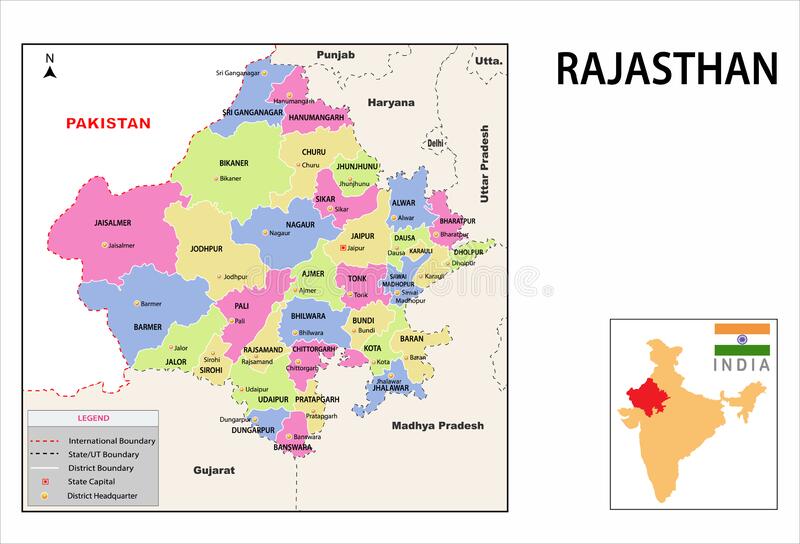 RAJASTHAN
N
Punjab
Utta.
Haryana
Delhi
Uttar Pradesh
PAKISTAN
Sri Ganganagar
SRI GANGANAGAR
Hanumangarh
HANUMANGARH
CHURU
Churu
JHUNJHUNU
Jhunjhunu
BIKANER
Bikaner
SIKAR
Sikar
ALWAR
Alwar
BHARATPUR
Bharatpur
JAISALMER
Jaisalmer
JODHPUR
Jodhpur
NAGAUR
Nagaur
JAIPUR
Jaipur
DAUSA
Dausa
KARAULI
Karauli
DHOLPUR
Dholpur
AJMER
Ajmer
TONK
Tonk
SAWAI
MADHOPUR
Sawai
Madhopur
Barmer
BARMER
PALI
Pali
BHILWARA
Bhilwara
BUNDI
Bundi
BARAN
Baran
KOTA
Kota
JALOR
Jalor
SIROHI
Sirohi
RAJSAMAND
Rajsamand
CHITTORGARH
Chittorgarh
Jhalawar
JHALAWAR
Udaipur
UDAIPUR
PRATAPGARH
Pratapgarh
Dungarpur
DUNGARPUR
Banswara
BANSWARA
Madhya Pradesh
Gujarat
LEGEND
International Boundary
State/UT Boundary
District Boundary
State Capital
District Headquarter
INDIA
dreamstime.com